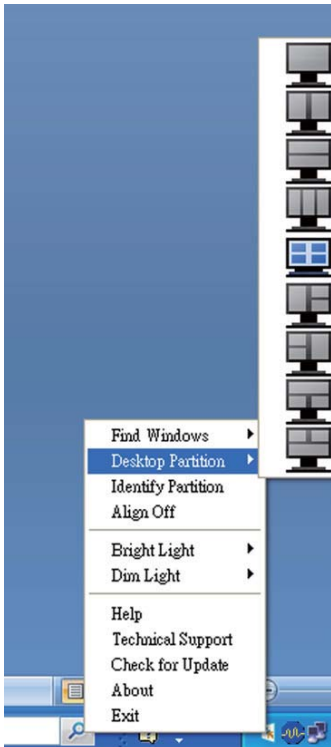 Find Windows
Desktop Partition
Identify Partition
Align Off
Bright Light
Dim Light
Help
Technical Support
Check for Update
About
Exit